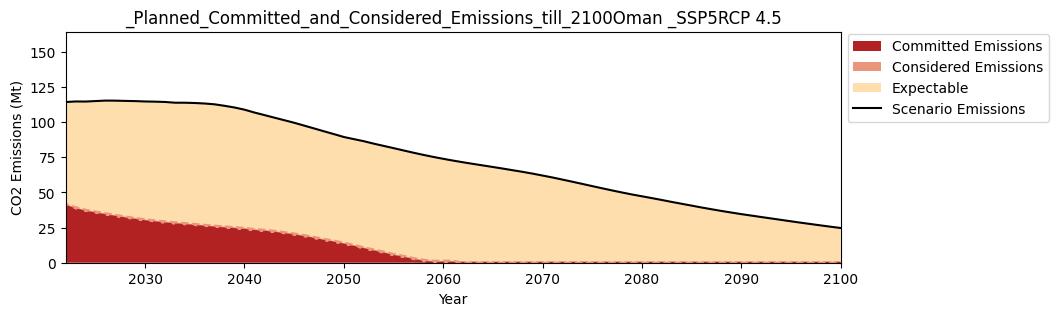 _Planned_Committed_and_Considered_Emissions_till_2100Oman _SSP5RCP 4.5
CO2 Emissions (Mt)
150
125
100
75
50
25
0
2030 2040 2050 2060 2070 2080 2090 2100
Year
Committed Emissions
Considered Emissions
Expectable
Scenario Emissions